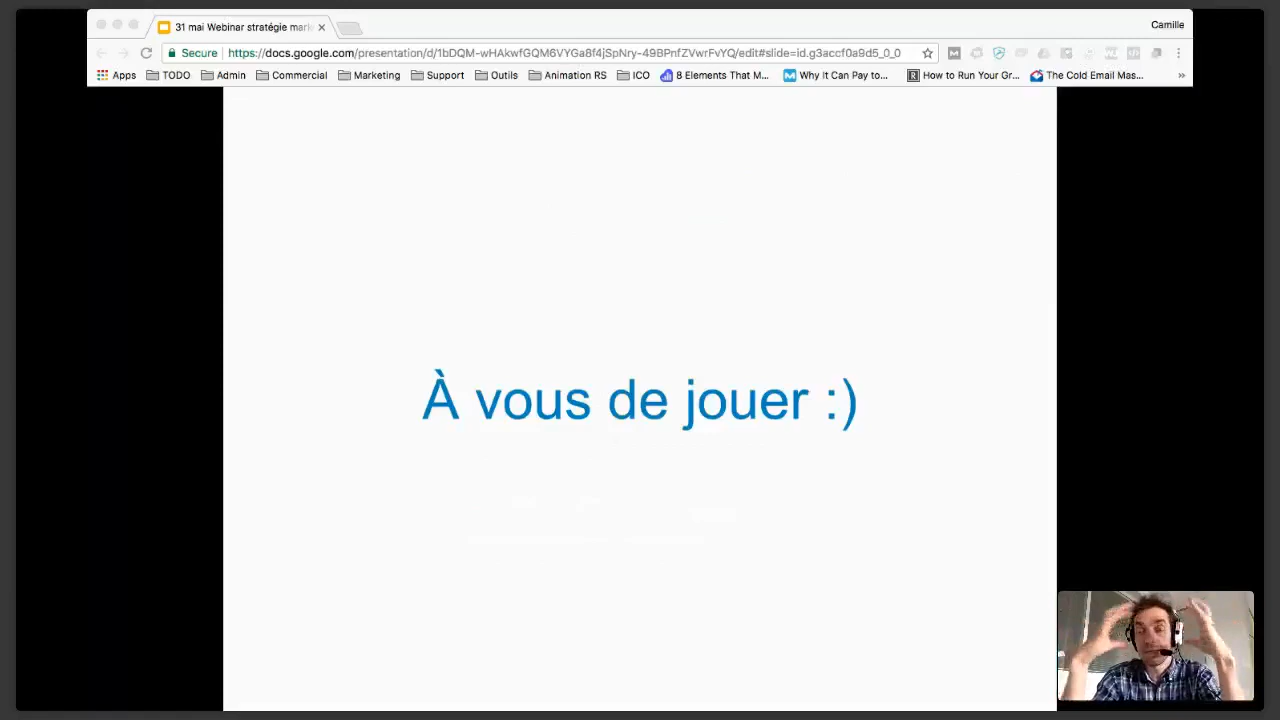 31 mai Webinar stratégie mark
Camille
Secure https://docs.google.com/presentation/d/1bDQM-wHAkwfGQM6VYGa8f4jSpNry-49BPnfZVwrFvYQ/edit#slide=id.g3accf0a9d5_0_0
Apps TODO Admin Commercial Marketing Support Outils Animation RS ICO 8 Elements That M... Why it Can Pay to... How to Run Your Gr... The Cold Email Mas... »
À vous de jouer :)